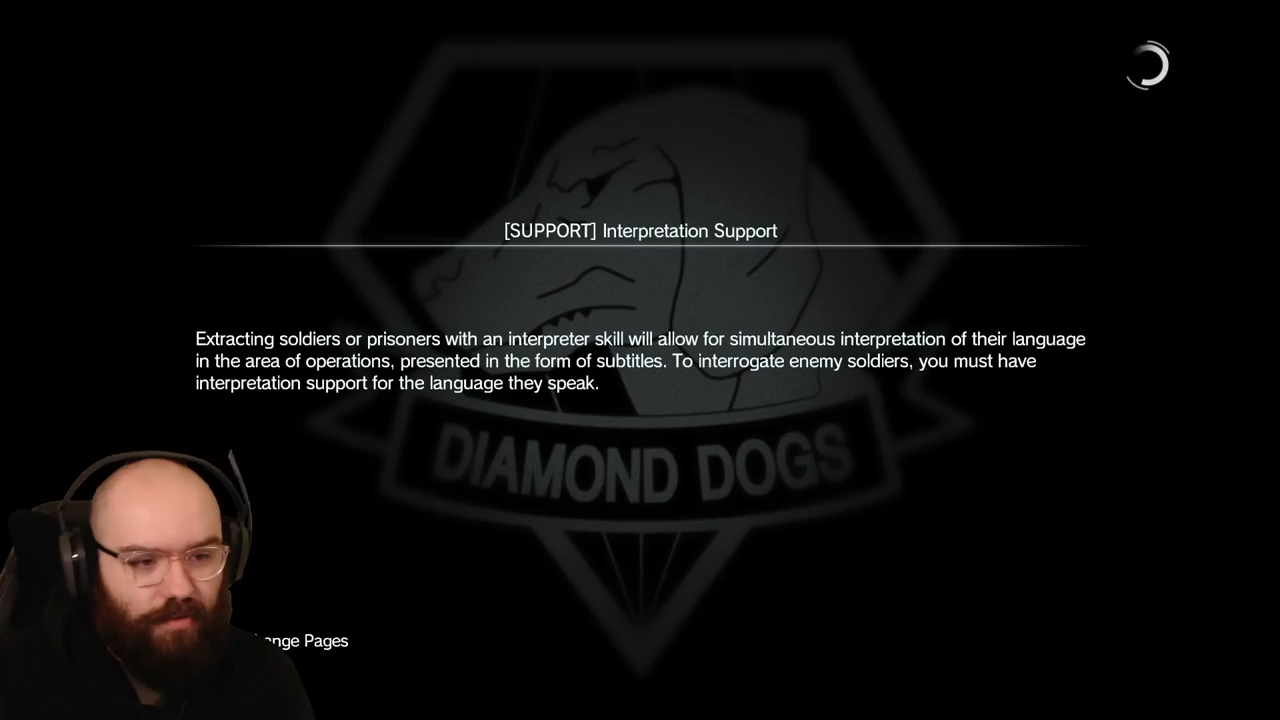 [SUPPORT] Interpretation Support
Extracting soldiers or prisoners with an interpreter skill will allow for simultaneous interpretation of their language
in the area of operations, presented in the form of subtitles. To interrogate enemy soldiers, you must have
interpretation support for the language they speak.
DIAMOND DOGS
Pages